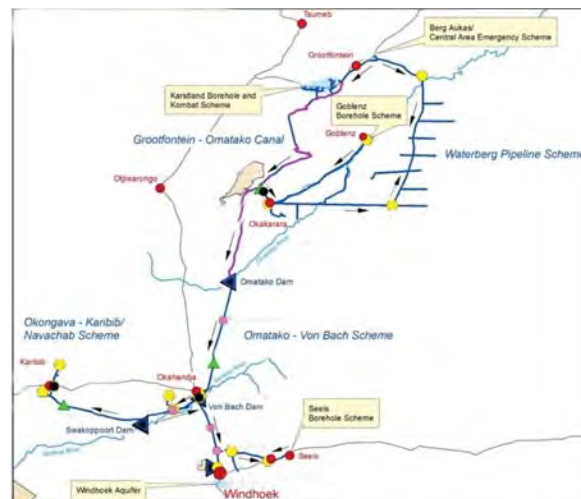 Tsumeb
Berg Aukas/
Central Area Emergency Scheme
Grootfontein
Karstland Borehole and
Kombat Scheme
Goblenz
Borehole Scheme
Goblenz
Grootfontein - Omatako Canal
Waterberg Pipeline Scheme
Otjiwarongo
Okakarara
Omatako Dam
Okongava - Karibib/
Navachab Scheme
Omatako - Von Bach Scheme
Karibib
Okahandja
Von Bach Dam
Swakoppoort Dam
Seeis
Borehole Scheme
Seeis
Windhoek Aquifer
Windhoek